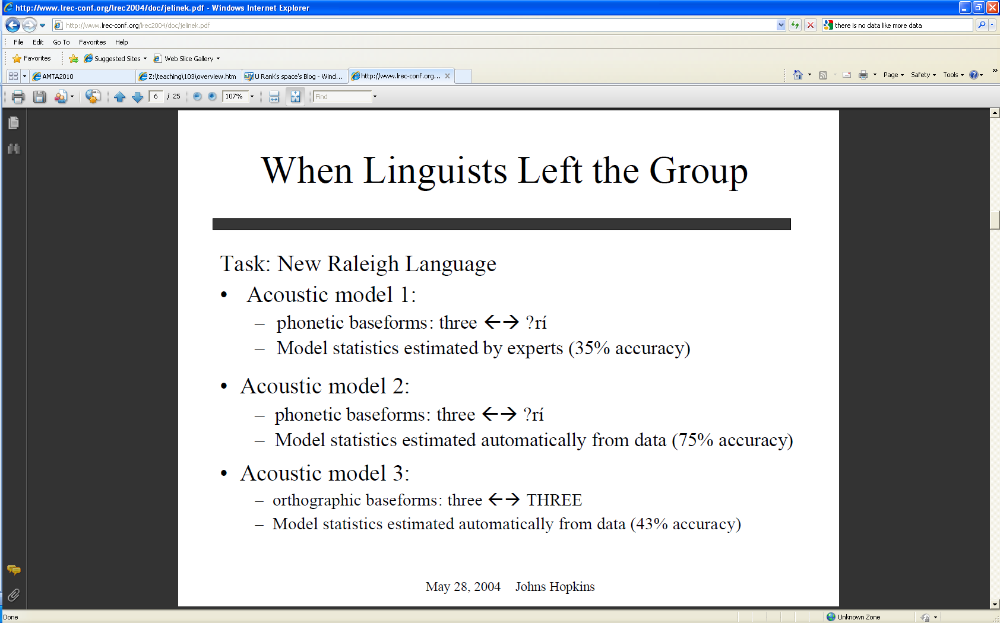 http://www.lrec-conf.org/lrec2004/doc/jelinek.pdf - Windows Internet Explorer
http://www.lrec-conf.org/lrec2004/doc/jelinek.pdf there is no data like more data
File Edit Go To Favorites Help
Favorites Suggested Sites Web Slice Gallery
AMTA2010 Z:\teaching\103\overview.htm U Rank's space's Blog - Wind... http://www.lrec-conf.org... Page Safety Tools »
6 / 25 107% Find
When Linguists Left the Group
Task: New Raleigh Language
• Acoustic model 1:
– phonetic baseforms: three ←→ ?rí
– Model statistics estimated by experts (35% accuracy)
• Acoustic model 2:
– phonetic baseforms: three ←→ ?rí
– Model statistics estimated automatically from data (75% accuracy)
• Acoustic model 3:
– orthographic baseforms: three ←→ THREE
– Model statistics estimated automatically from data (43% accuracy)
May 28, 2004 Johns Hopkins
Done Unknown Zone